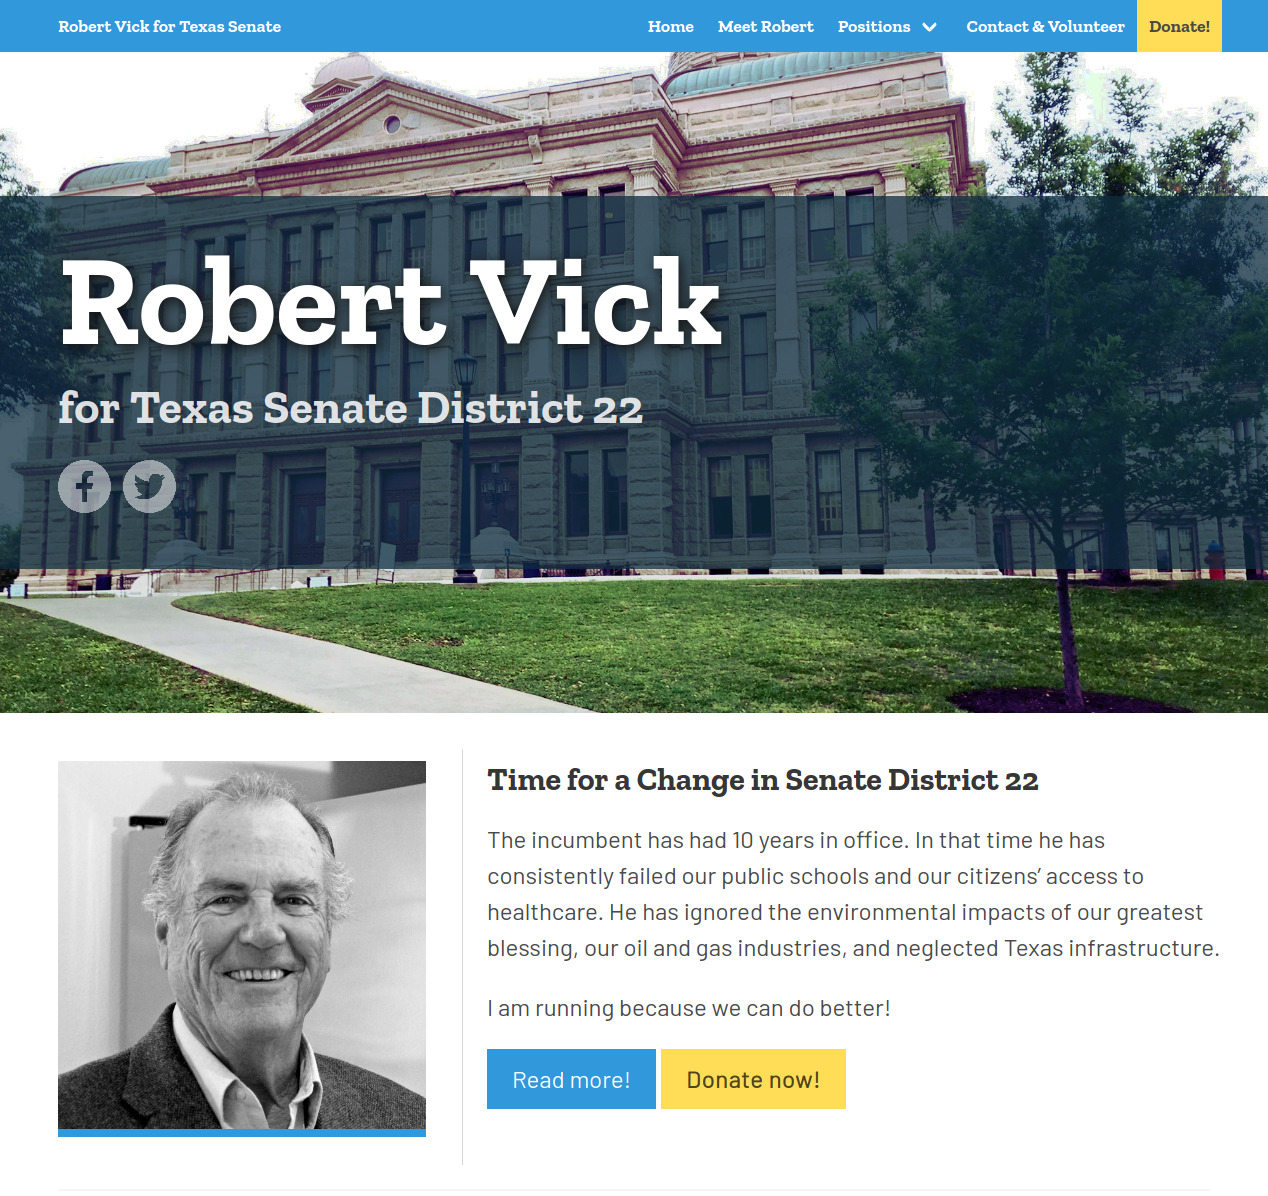 Robert Vick for Texas Senate
Home Meet Robert Positions Contact & Volunteer Donate!
Robert Vick
for Texas Senate District 22
Time for a Change in Senate District 22
The incumbent has had 10 years in office. In that time he has
consistently failed our public schools and our citizens’ access to
healthcare. He has ignored the environmental impacts of our greatest
blessing, our oil and gas industries, and neglected Texas infrastructure.
I am running because we can do better!
Read more! Donate now!